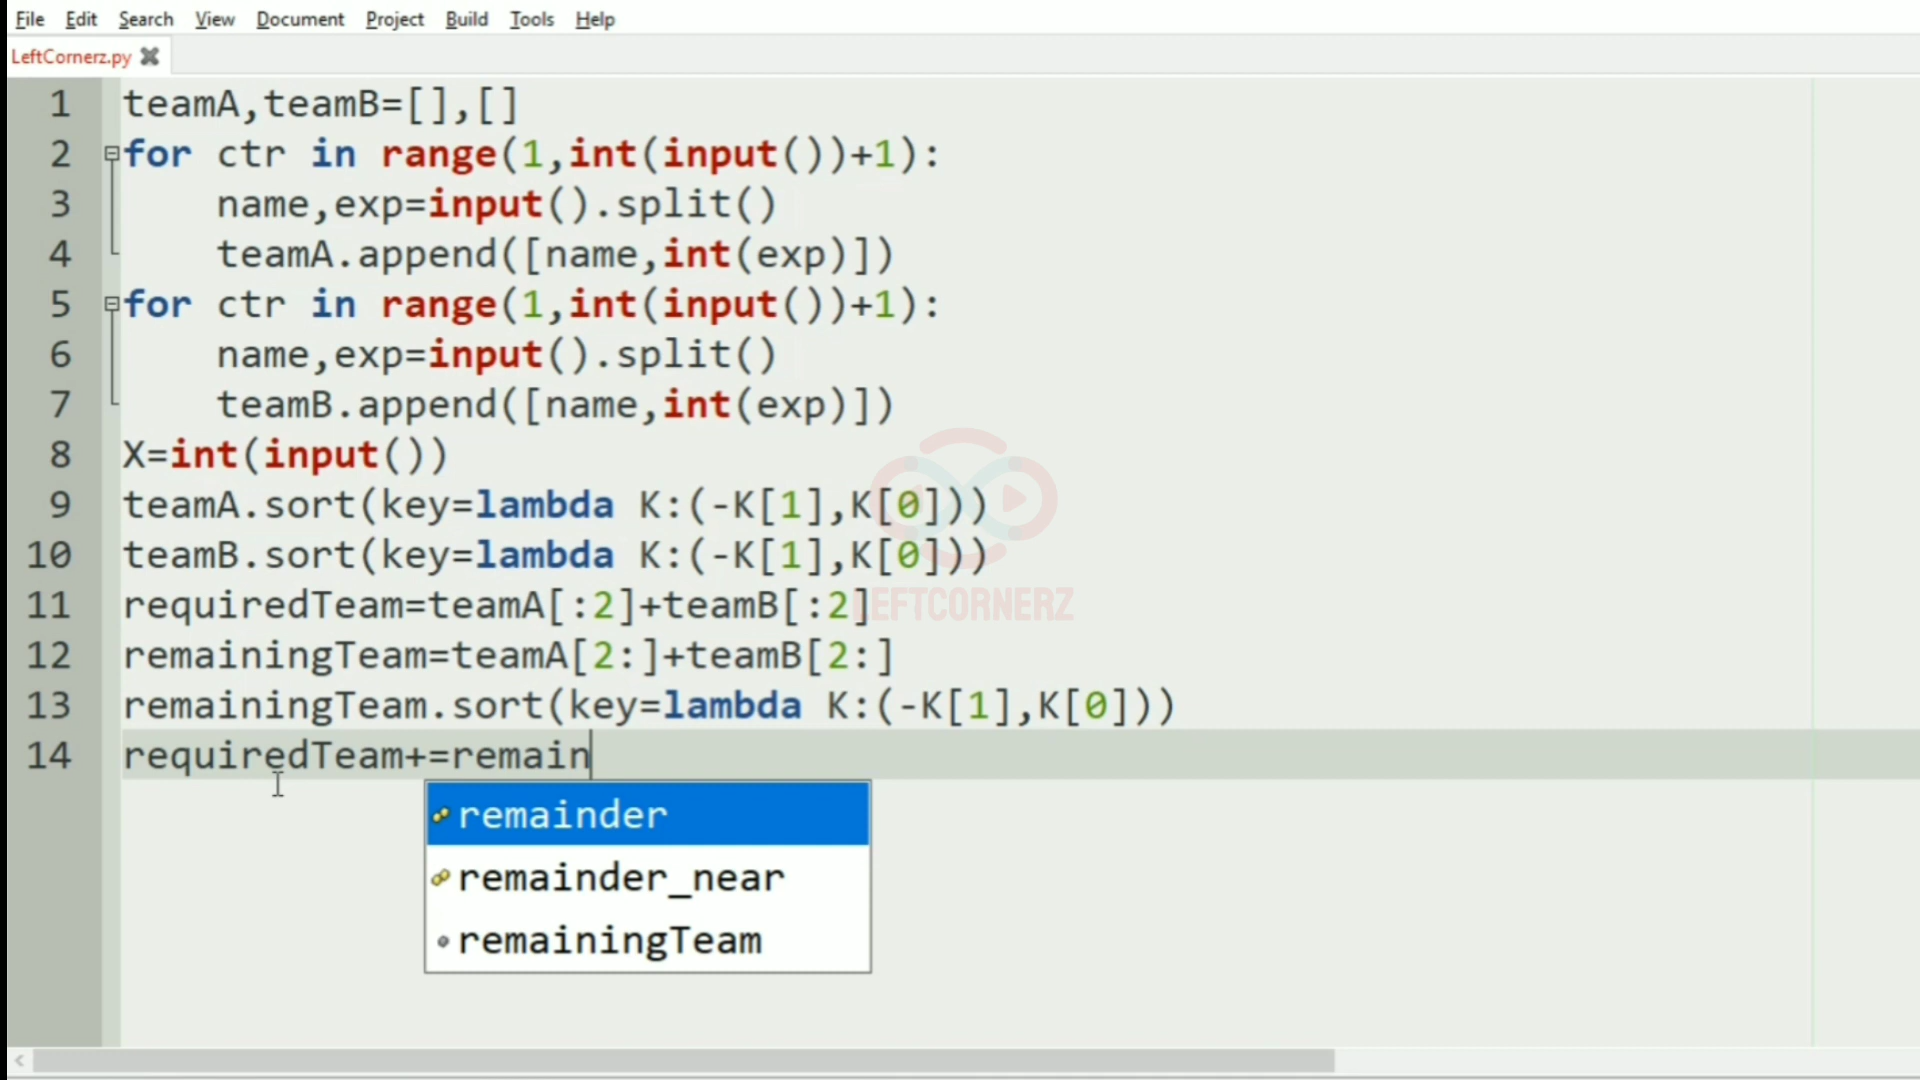 File Edit Search View Document Project Build Tools Help
LeftCornerz.py
1 teamA,teamB=[],[]
2 for ctr in range(1,int(input())+1):
3     name,exp=input().split()
4     teamA.append([name,int(exp)])
5 for ctr in range(1,int(input())+1):
6     name,exp=input().split()
7     teamB.append([name,int(exp)])
8 X=int(input())
9 teamA.sort(key=lambda K:(-K[1],K[0]))
10 teamB.sort(key=lambda K:(-K[1],K[0]))
11 requiredTeam=teamA[:2]+teamB[:2]
LEFTCORNERZ
12 remainingTeam=teamA[2:]+teamB[2:]
13 remainingTeam.sort(key=lambda K:(-K[1],K[0]))
14 requiredTeam+=remain
remainder
remainder_near
remainingTeam